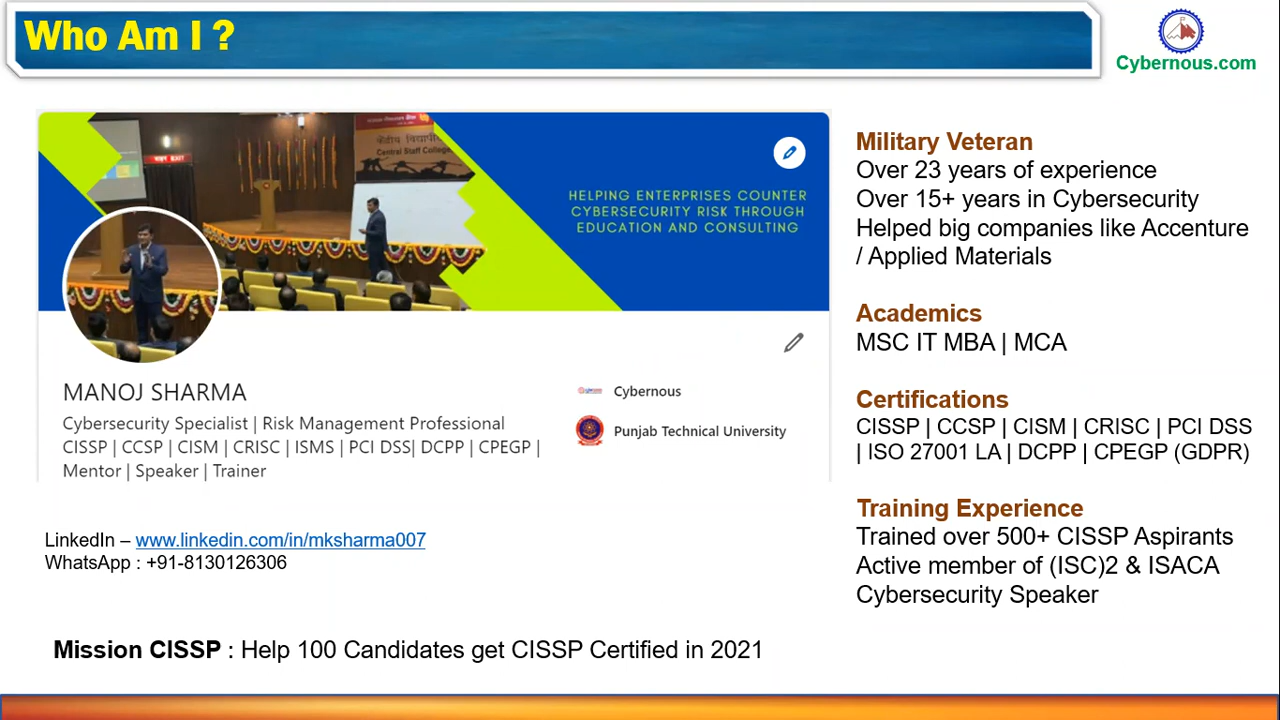 Who Am I ?
Cybernous.com
केंद्रीय विद्यापीठ
Central Staff College
HELPING ENTERPRISES COUNTER
CYBERSECURITY RISK THROUGH
EDUCATION AND CONSULTING
MANOJ SHARMA
Cybersecurity Specialist | Risk Management Professional
CISSP | CCSP | CISM | CRISC | ISMS | PCI DSS| DCPP | CPEGP |
Mentor | Speaker | Trainer
Cybernous
Punjab Technical University
LinkedIn – www.linkedin.com/in/mksharma007
WhatsApp : +91-8130126306
Mission CISSP : Help 100 Candidates get CISSP Certified in 2021
Military Veteran
Over 23 years of experience
Over 15+ years in Cybersecurity
Helped big companies like Accenture
/ Applied Materials
Academics
MSC IT MBA | MCA
Certifications
CISSP | CCSP | CISM | CRISC | PCI DSS
| ISO 27001 LA | DCPP | CPEGP (GDPR)
Training Experience
Trained over 500+ CISSP Aspirants
Active member of (ISC)2 & ISACA
Cybersecurity Speaker